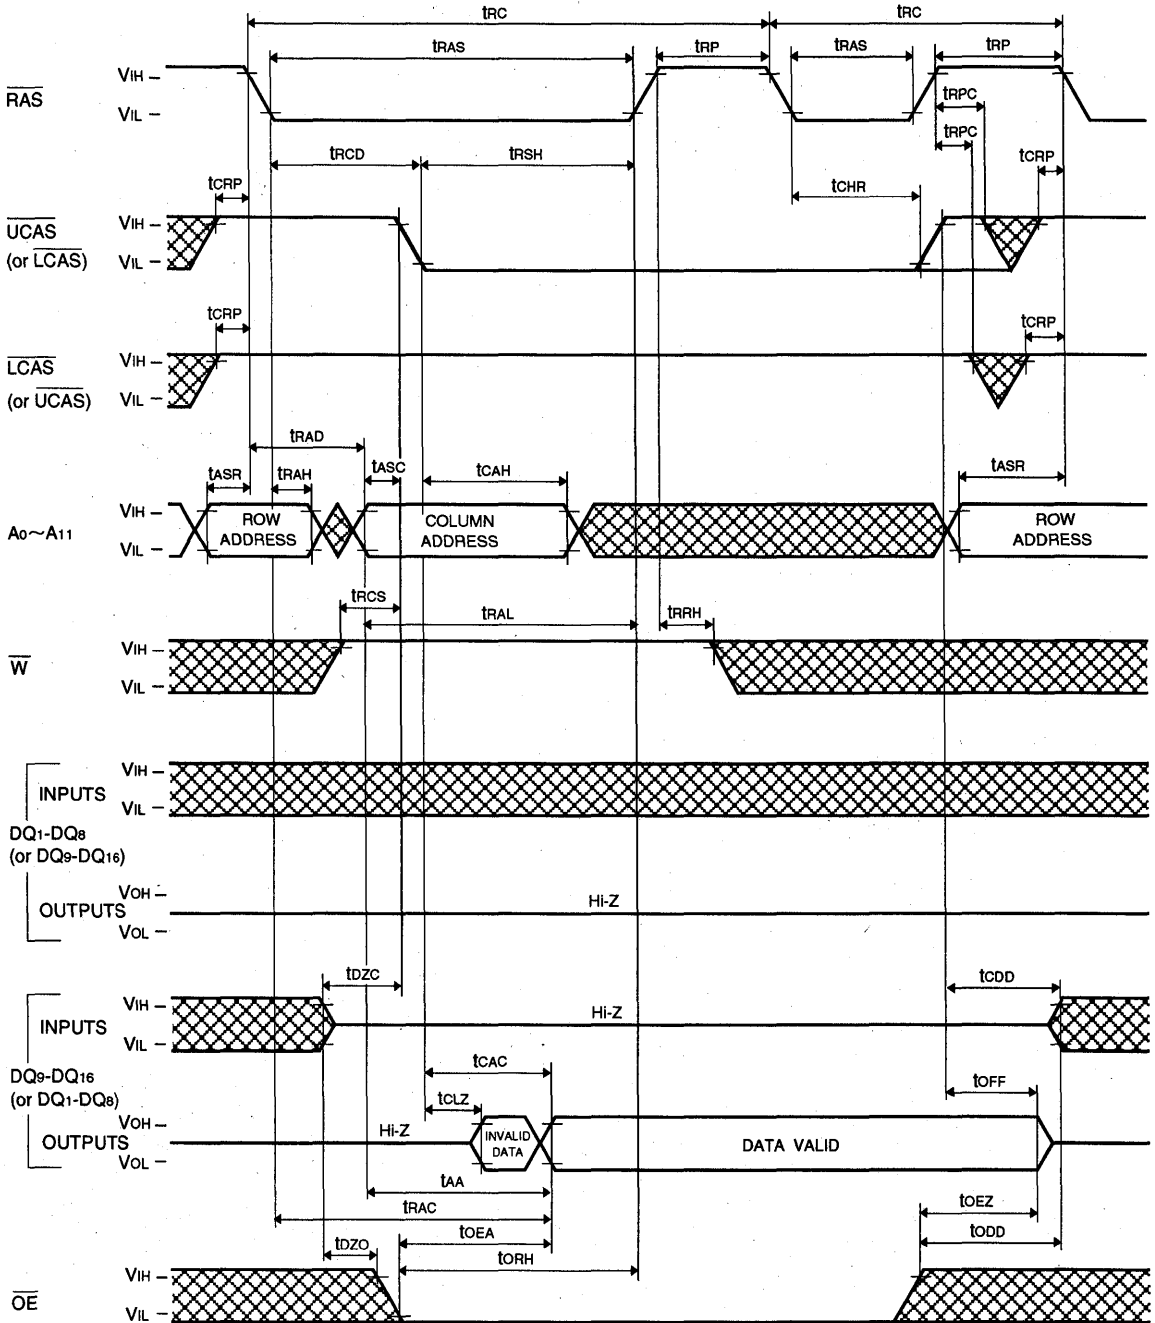 tRC tRC
tRAS tRP tRAS tRP
VIH
RAS
VIL
tRPC
tRPC
tRCD tRSH tCRP
tCRP tCHR
VIH
UCAS
(or LCAS)
VIL
tCRP tCRP
VIH
LCAS
(or UCAS)
VIL
tRAD
tASR tRAH tASC tCAH tASR
VIH
A0~A11
VIL
ROW ADDRESS
COLUMN ADDRESS
ROW ADDRESS
tRCS tRAL tRRH
VIH
W
VIL
VIH
INPUTS
VIL
DQ1-DQ8
(or DQ9-DQ16)
VOH
OUTPUTS Hi-Z
VOL
tDZC tCDD
VIH
INPUTS Hi-Z
VIL
DQ9-DQ16
(or DQ1-DQ8)
tCAC
tCLZ tOFF
VOH
OUTPUTS Hi-Z
VOL
INVALID DATA
DATA VALID
tAA
tRAC tOEZ
tOEA tODD
tDZO tORH
VIH
OE
VIL